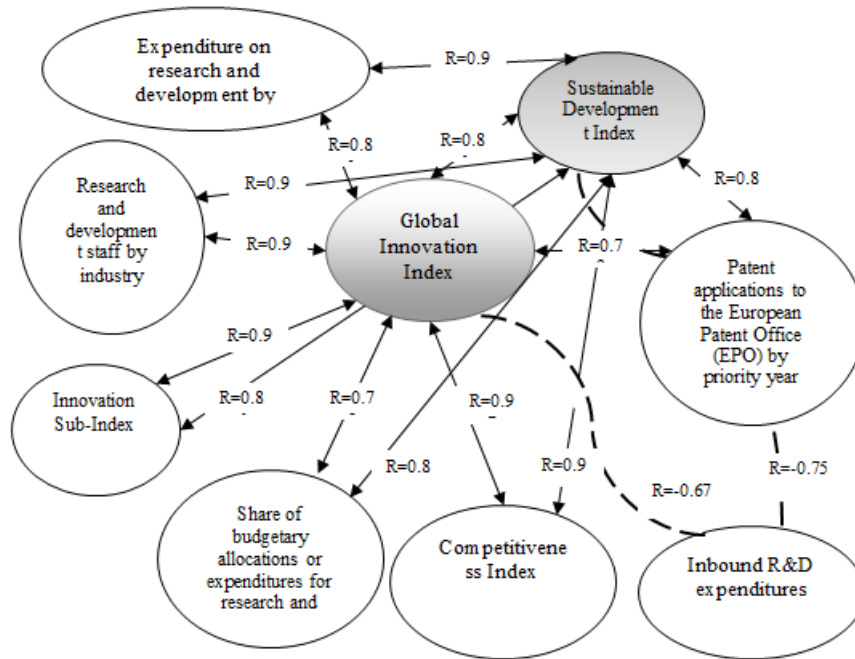 Expenditure on
research and
development by
R=0.9
Sustainable
Developmen
t Index
R=0.8
R=0.8
R=0.9
R=0.8
Research
and
developmen
t staff by
industry
R=0.9
Global
Innovation
Index
R=0.7
Patent
applications to
the European
Patent Office
(EPO) by
priority year
R=0.9
Innovation
Sub-Index
R=0.8
R=0.7
R=0.9
R=0.8
R=0.9
R=-0.67
R=-0.75
Share of
budgetary
allocations or
expenditures for
research and
Competitivene
ss Index
Inbound R&D
expenditures